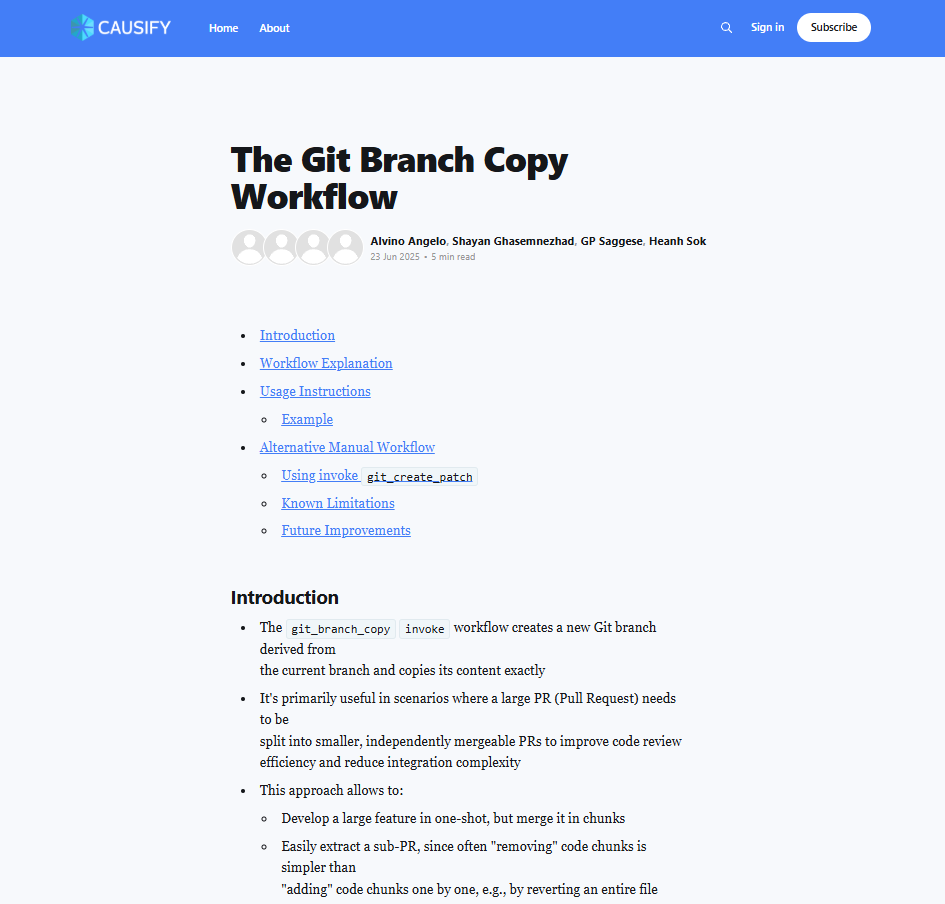 CAUSIFY Home About Sign in Subscribe
The Git Branch Copy
Workflow
Alvino Angelo, Shayan Ghasemnezhad, GP Saggese, Heanh Sok
23 Jun 2025 • 5 min read
• Introduction
• Workflow Explanation
• Usage Instructions
◦ Example
• Alternative Manual Workflow
◦ Using invoke git_create_patch
◦ Known Limitations
◦ Future Improvements
Introduction
• The git_branch_copy invoke workflow creates a new Git branch
derived from
the current branch and copies its content exactly
• It's primarily useful in scenarios where a large PR (Pull Request) needs
to be
split into smaller, independently mergeable PRs to improve code review
efficiency and reduce integration complexity
• This approach allows to:
◦ Develop a large feature in one-shot, but merge it in chunks
◦ Easily extract a sub-PR, since often "removing" code chunks is
simpler than
"adding" code chunks one by one, e.g., by reverting an entire file